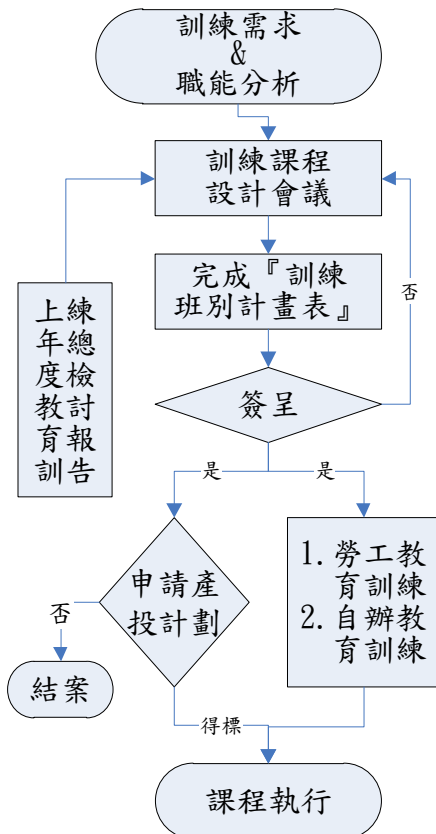 訓練需求
&
職能分析
訓練課程
設計會議
完成『訓練
班別計畫表』
否
上年度教育訓
練總檢討報告
簽呈
是
是
申請產
投計劃
1. 勞工教
育訓練
2. 自辦教
育訓練
否
結案
得標
課程執行